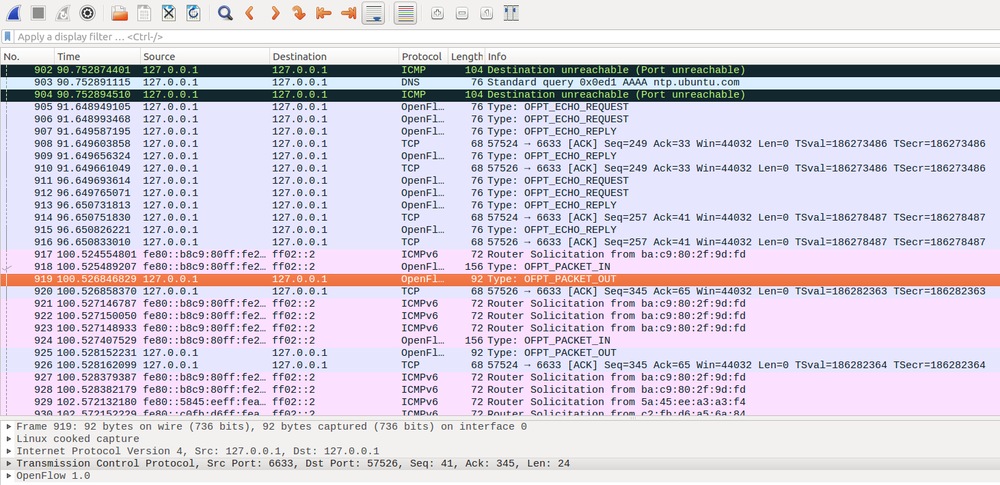 Apply a display filter … <Ctrl-/>
No. Time Source Destination Protocol Length Info
902 90.752874401 127.0.0.1 127.0.0.1 ICMP 104 Destination unreachable (Port unreachable)
903 90.752891115 127.0.0.1 127.0.0.1 DNS 76 Standard query 0x0ed1 AAAA ntp.ubuntu.com
904 90.752894510 127.0.0.1 127.0.0.1 ICMP 104 Destination unreachable (Port unreachable)
905 91.648949105 127.0.0.1 127.0.0.1 OpenFl… 76 Type: OFPT_ECHO_REQUEST
906 91.648993468 127.0.0.1 127.0.0.1 OpenFl… 76 Type: OFPT_ECHO_REQUEST
907 91.649587195 127.0.0.1 127.0.0.1 OpenFl… 76 Type: OFPT_ECHO_REPLY
908 91.649603858 127.0.0.1 127.0.0.1 TCP 68 57524 → 6633 [ACK] Seq=249 Ack=33 Win=44032 Len=0 TSval=186273486 TSecr=186273486
909 91.649656324 127.0.0.1 127.0.0.1 OpenFl… 76 Type: OFPT_ECHO_REPLY
910 91.649661049 127.0.0.1 127.0.0.1 TCP 68 57526 → 6633 [ACK] Seq=249 Ack=33 Win=44032 Len=0 TSval=186273486 TSecr=186273486
911 96.649693614 127.0.0.1 127.0.0.1 OpenFl… 76 Type: OFPT_ECHO_REQUEST
912 96.649765071 127.0.0.1 127.0.0.1 OpenFl… 76 Type: OFPT_ECHO_REQUEST
913 96.650731813 127.0.0.1 127.0.0.1 OpenFl… 76 Type: OFPT_ECHO_REPLY
914 96.650751830 127.0.0.1 127.0.0.1 TCP 68 57524 → 6633 [ACK] Seq=257 Ack=41 Win=44032 Len=0 TSval=186278487 TSecr=186278487
915 96.650826221 127.0.0.1 127.0.0.1 OpenFl… 76 Type: OFPT_ECHO_REPLY
916 96.650833010 127.0.0.1 127.0.0.1 TCP 68 57526 → 6633 [ACK] Seq=257 Ack=41 Win=44032 Len=0 TSval=186278487 TSecr=186278487
917 100.524554801 fe80::b8c9:80ff:fe2… ff02::2 ICMPv6 72 Router Solicitation from ba:c9:80:2f:9d:fd
918 100.525489207 fe80::b8c9:80ff:fe2… ff02::2 OpenFl… 156 Type: OFPT_PACKET_IN
919 100.526846829 127.0.0.1 127.0.0.1 OpenFl… 92 Type: OFPT_PACKET_OUT
920 100.526858370 127.0.0.1 127.0.0.1 TCP 68 57526 → 6633 [ACK] Seq=345 Ack=65 Win=44032 Len=0 TSval=186282363 TSecr=186282363
921 100.527146787 fe80::b8c9:80ff:fe2… ff02::2 ICMPv6 72 Router Solicitation from ba:c9:80:2f:9d:fd
922 100.527150050 fe80::b8c9:80ff:fe2… ff02::2 ICMPv6 72 Router Solicitation from ba:c9:80:2f:9d:fd
923 100.527148933 fe80::b8c9:80ff:fe2… ff02::2 ICMPv6 72 Router Solicitation from ba:c9:80:2f:9d:fd
924 100.527407529 fe80::b8c9:80ff:fe2… ff02::2 OpenFl… 156 Type: OFPT_PACKET_IN
925 100.528152231 127.0.0.1 127.0.0.1 OpenFl… 92 Type: OFPT_PACKET_OUT
926 100.528162099 127.0.0.1 127.0.0.1 TCP 68 57524 → 6633 [ACK] Seq=345 Ack=65 Win=44032 Len=0 TSval=186282364 TSecr=186282364
927 100.528379387 fe80::b8c9:80ff:fe2… ff02::2 ICMPv6 72 Router Solicitation from ba:c9:80:2f:9d:fd
928 100.528382179 fe80::b8c9:80ff:fe2… ff02::2 ICMPv6 72 Router Solicitation from ba:c9:80:2f:9d:fd
929 102.572132180 fe80::5845:eeff:fea… ff02::2 ICMPv6 72 Router Solicitation from 5a:45:ee:a3:a3:f4
930 102.572152229 fe80::c0fb:d6ff:fea… ff02::2 ICMPv6 72 Router Solicitation from c2:fb:d6:a5:6a:84
Frame 919: 92 bytes on wire (736 bits), 92 bytes captured (736 bits) on interface 0
Linux cooked capture
Internet Protocol Version 4, Src: 127.0.0.1, Dst: 127.0.0.1
Transmission Control Protocol, Src Port: 6633, Dst Port: 57526, Seq: 41, Ack: 345, Len: 24
OpenFlow 1.0